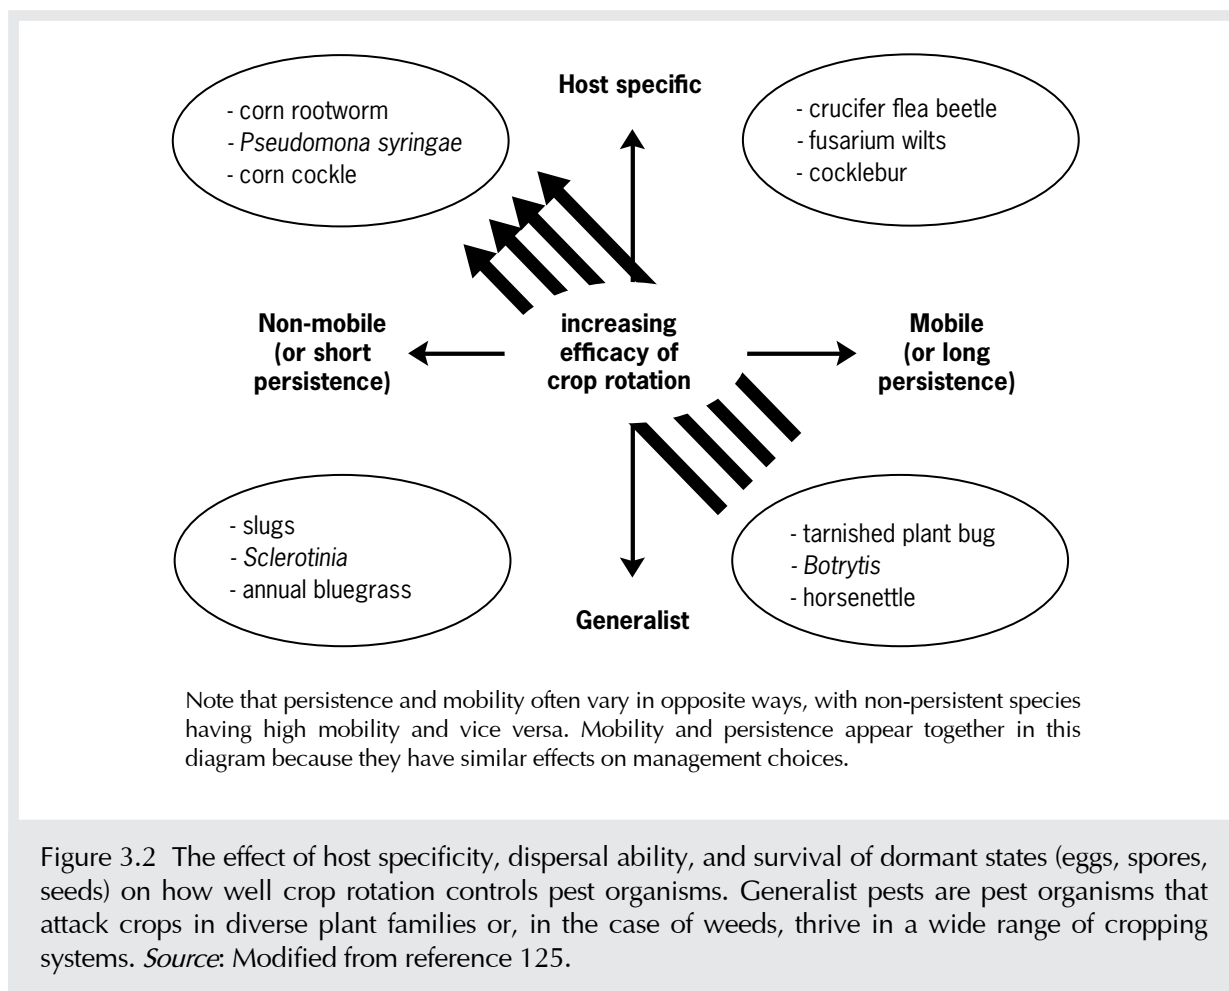 Host specific
- corn rootworm
- Pseudomona syringae
- corn cockle
- crucifer flea beetle
- fusarium wilts
- cocklebur
Non-mobile
(or short
persistence)
increasing
efficacy of
crop rotation
Mobile
(or long
persistence)
- slugs
- Sclerotinia
- annual bluegrass
- tarnished plant bug
- Botrytis
- horsenettle
Generalist
Note that persistence and mobility often vary in opposite ways, with non-persistent species
having high mobility and vice versa. Mobility and persistence appear together in this
diagram because they have similar effects on management choices.
Figure 3.2 The effect of host specificity, dispersal ability, and survival of dormant states (eggs, spores,
seeds) on how well crop rotation controls pest organisms. Generalist pests are pest organisms that
attack crops in diverse plant families or, in the case of weeds, thrive in a wide range of cropping
systems. Source: Modified from reference 125.